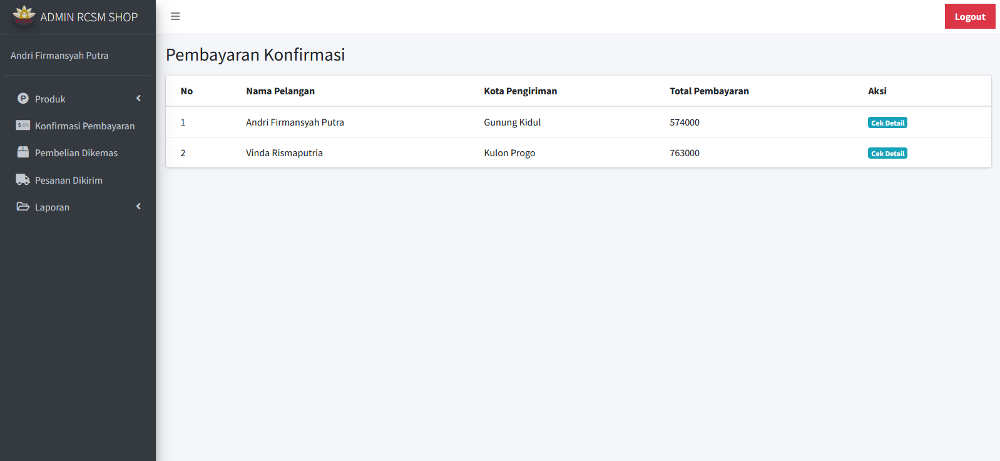 ADMIN RCSM SHOP
Logout
Andri Firmansyah Putra
Produk
Konfirmasi Pembayaran
Pembelian Dikemas
Pesanan Dikirim
Laporan
Pembayaran Konfirmasi
No Nama Pelangan Kota Pengiriman Total Pembayaran Aksi
1 Andri Firmansyah Putra Gunung Kidul 574000 Cek Detail
2 Vinda Rismaputria Kulon Progo 763000 Cek Detail